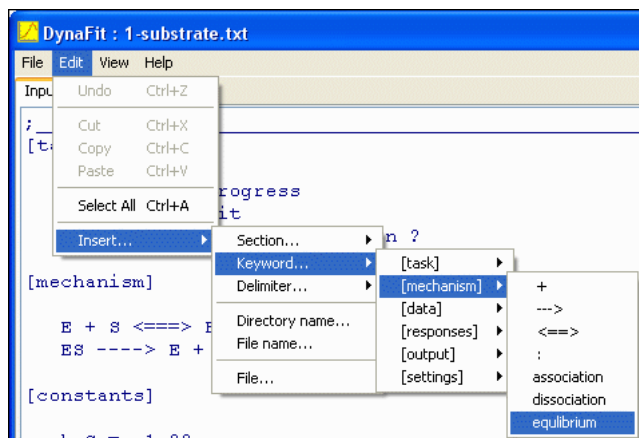 DynaFit : 1-substrate.txt
File Edit View Help
Inpu
Undo Ctrl+Z
Cut Ctrl+X
Copy Ctrl+C
Paste Ctrl+V
Select All Ctrl+A
Insert...
;
[ta
rogress
it
n ?
Section...
Keyword...
Delimiter...
Directory name...
File name...
File...
[task]
[mechanism]
[data]
[responses]
[output]
[settings]
+
--->
<==>
:
association
dissociation
equlibrium
[mechanism]
E + S <===> E
ES ----> E +
[constants]